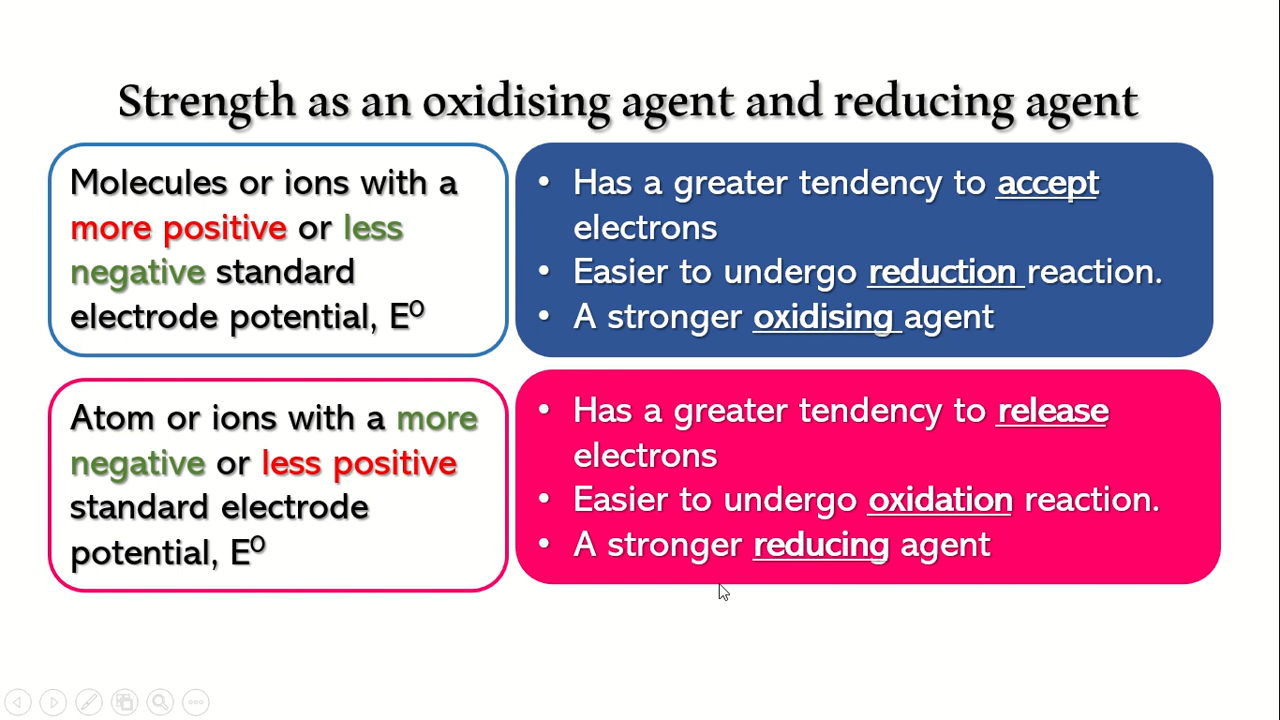 Strength as an oxidising agent and reducing agent
Molecules or ions with a
more positive or less
negative standard
electrode potential, E⁰
• Has a greater tendency to accept
electrons
• Easier to undergo reduction reaction.
• A stronger oxidising agent
Atom or ions with a more
negative or less positive
standard electrode
potential, E⁰
• Has a greater tendency to release
electrons
• Easier to undergo oxidation reaction.
• A stronger reducing agent